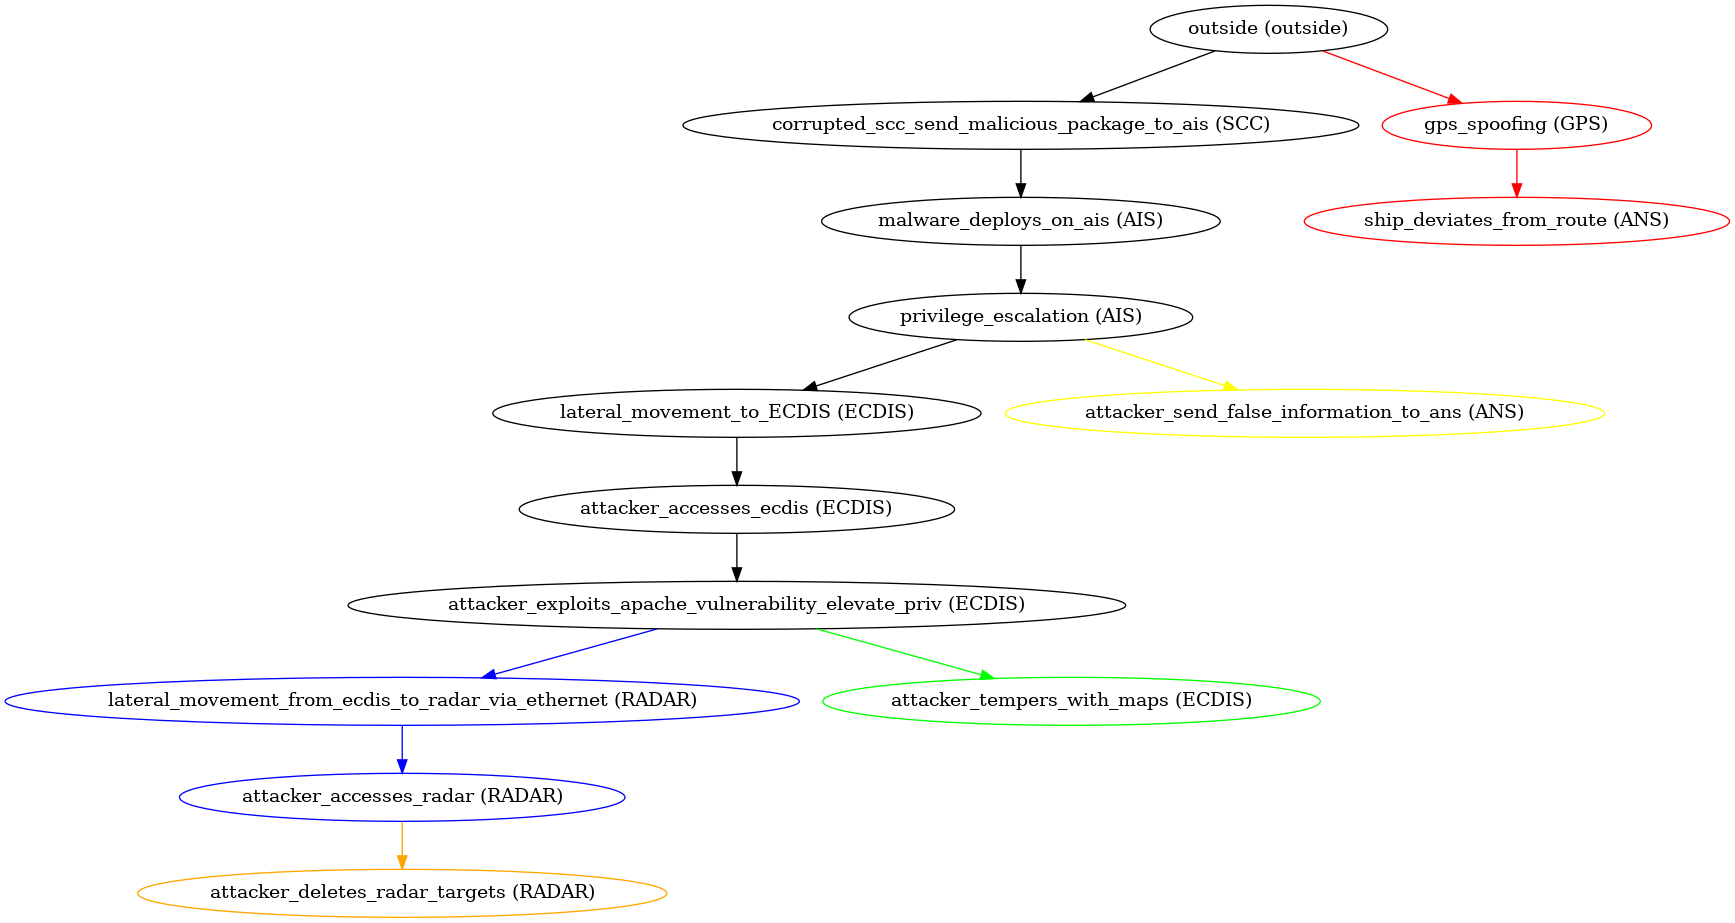 outside (outside)
corrupted_scc_send_malicious_package_to_ais (SCC)
gps_spoofing (GPS)
malware_deploys_on_ais (AIS)
ship_deviates_from_route (ANS)
privilege_escalation (AIS)
lateral_movement_to_ECDIS (ECDIS)
attacker_send_false_information_to_ans (ANS)
attacker_accesses_ecdis (ECDIS)
attacker_exploits_apache_vulnerability_elevate_priv (ECDIS)
lateral_movement_from_ecdis_to_radar_via_ethernet (RADAR)
attacker_tempers_with_maps (ECDIS)
attacker_accesses_radar (RADAR)
attacker_deletes_radar_targets (RADAR)